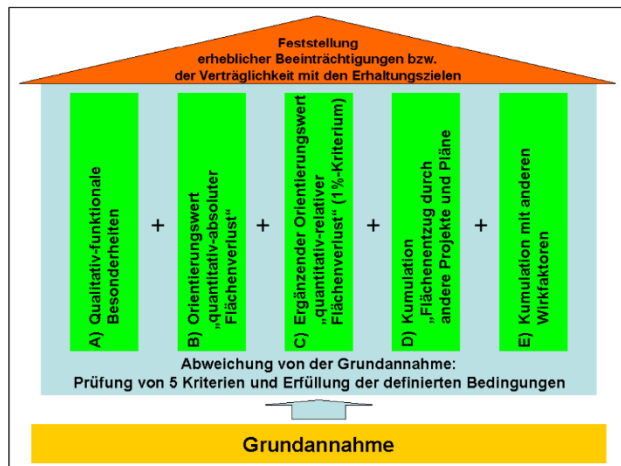 Feststellung
erheblicher Beeinträchtigungen bzw.
der Verträglichkeit mit den Erhaltungszielen
A) Qualitativ-funktionale
Besonderheiten
+
B) Orientierungswert
„quantitativ-absoluter
Flächenverlust“
+
C) Ergänzender Orientierungswert
„quantitativ-relativer
Flächenverlust“ (1%-Kriterium)
+
D) Kumulation
„Flächenentzug durch
andere Projekte und Pläne
+
E) Kumulation mit anderen
Wirkfaktoren
Abweichung von der Grundannahme:
Prüfung von 5 Kriterien und Erfüllung der definierten Bedingungen
Grundannahme